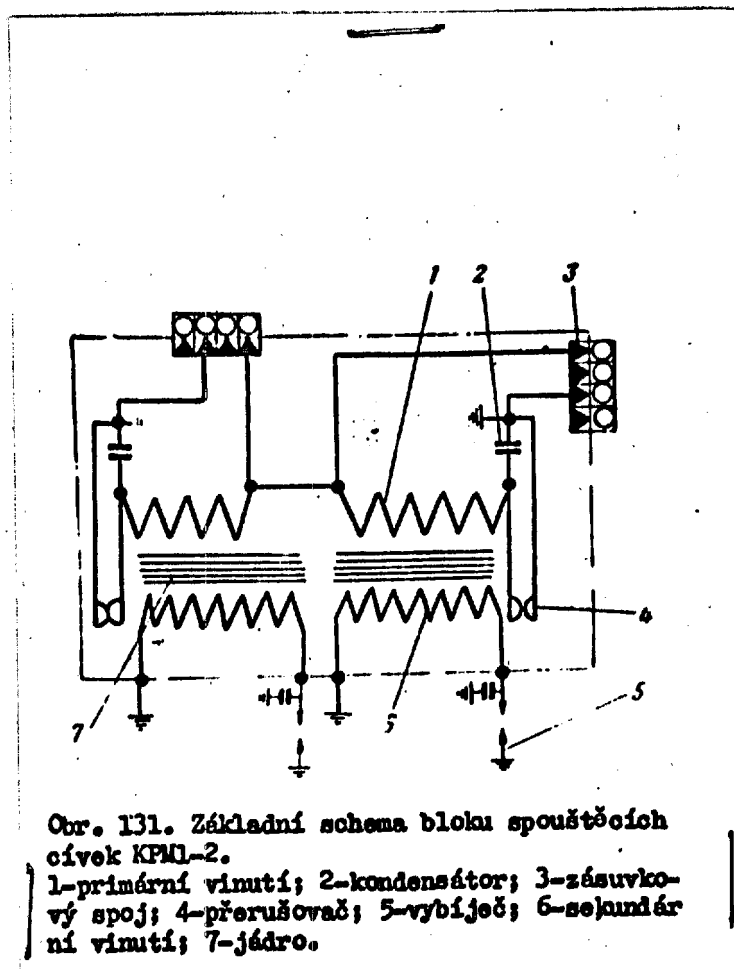 1 2 3
4
5
7 6
Obr. 131. Základní schema bloku spouštěcích
cívek KPM1-2.
1-primární vinutí; 2-kondensátor; 3-zásuvko-
vý spoj; 4-přerušovač; 5-vybíječ; 6-sekundár
ní vinutí; 7-jádro.